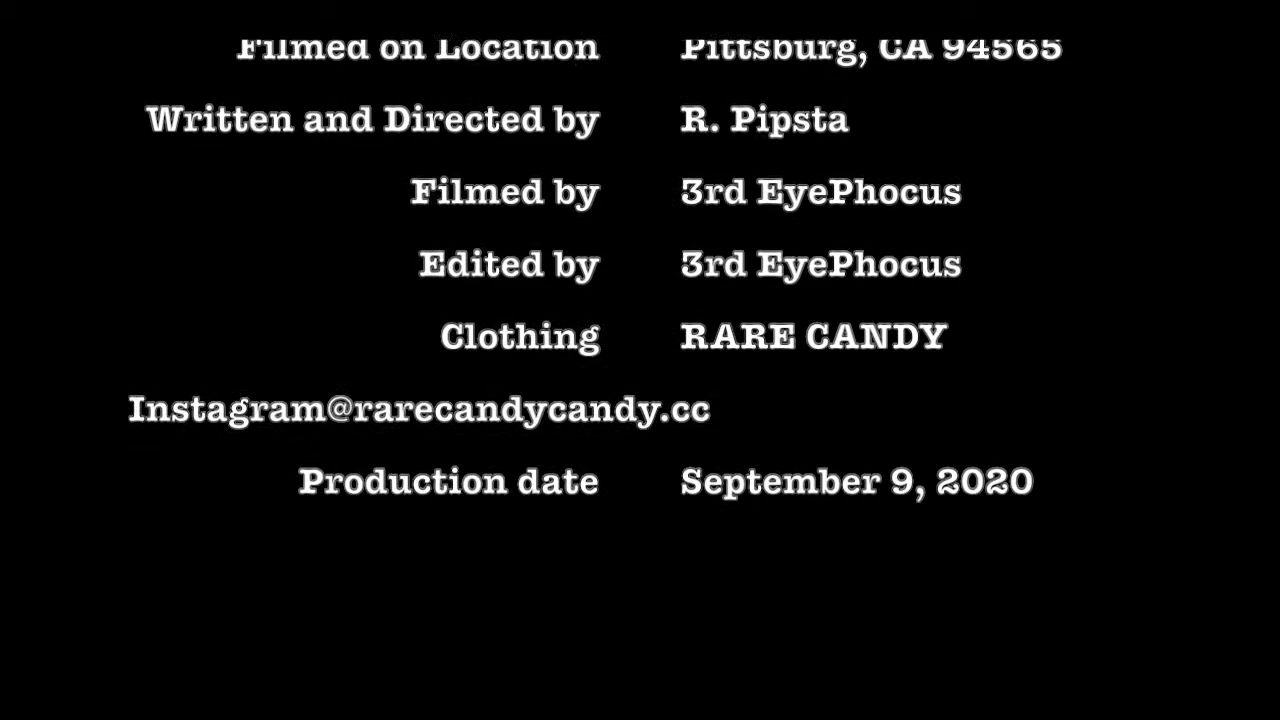 Filmed on Location Pittsburg, CA 94565
Written and Directed by R. Pipsta
Filmed by 3rd EyePhocus
Edited by 3rd EyePhocus
Clothing RARE CANDY
Instagram@rarecandycandy.cc
Production date September 9, 2020